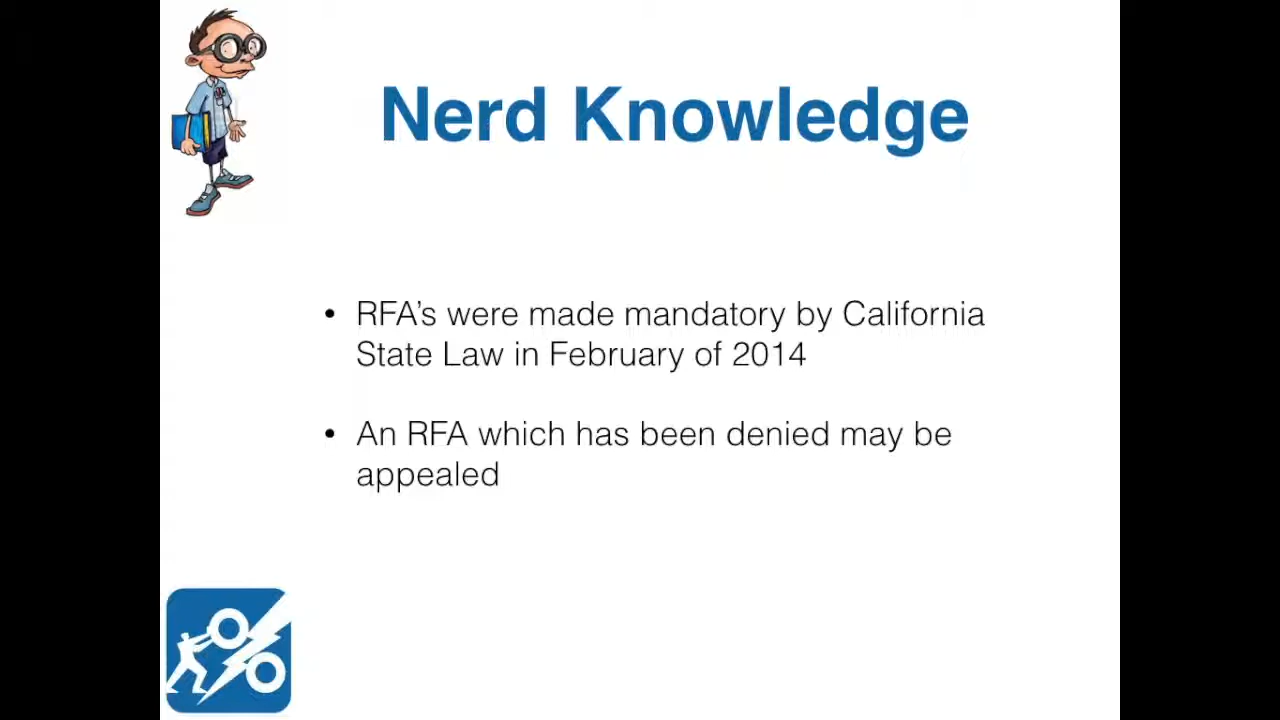 Nerd Knowledge
• RFA's were made mandatory by California
State Law in February of 2014
• An RFA which has been denied may be
appealed